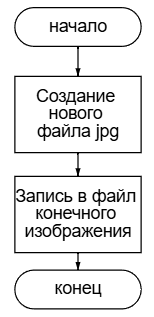 начало
Создание
нового
файла jpg
Запись в файл
конечного
изображения
конец